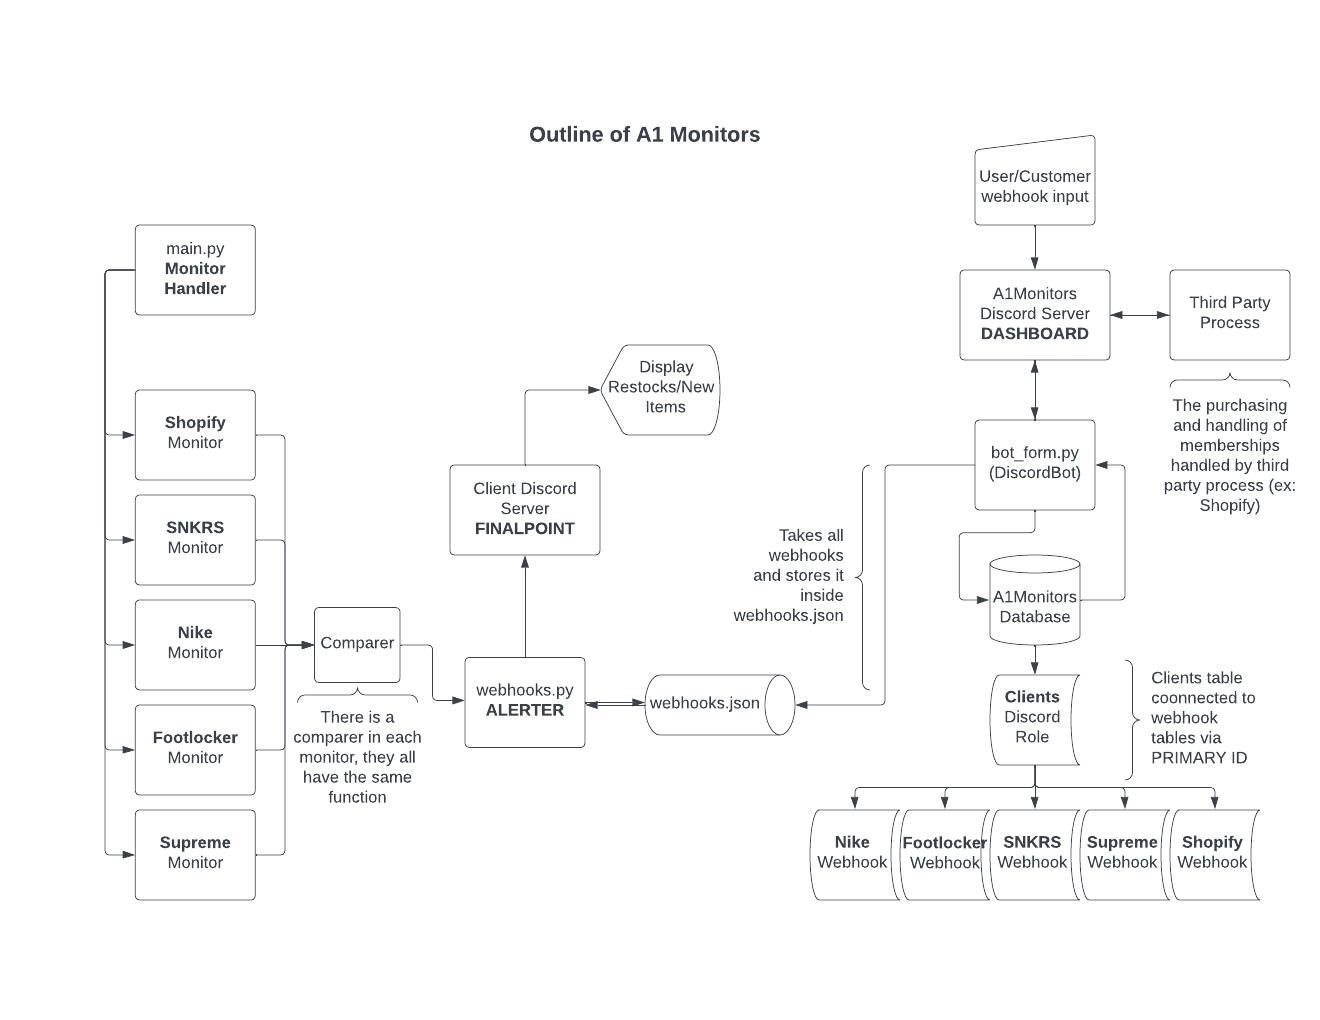 Outline of A1 Monitors
User/Customer
webhook input
main.py
Monitor
Handler
A1Monitors
Discord Server
DASHBOARD
Third Party
Process
Display
Restocks/New
Items
The purchasing
and handling of
memberships
handled by third
party process (ex:
Shopify)
Shopify
Monitor
bot_form.py
(DiscordBot)
Client Discord
Server
FINALPOINT
SNKRS
Monitor
Takes all
webhooks
and stores it
inside
webhooks.json
A1Monitors
Database
Nike
Monitor
Comparer
webhooks.py
ALERTER
webhooks.json
Clients
Discord
Role
Clients table
coonnected to
webhook
tables via
PRIMARY ID
There is a
comparer in each
monitor, they all
have the same
function
Footlocker
Monitor
Supreme
Monitor
Nike
Webhook
Footlocker
Webhook
SNKRS
Webhook
Supreme
Webhook
Shopify
Webhook